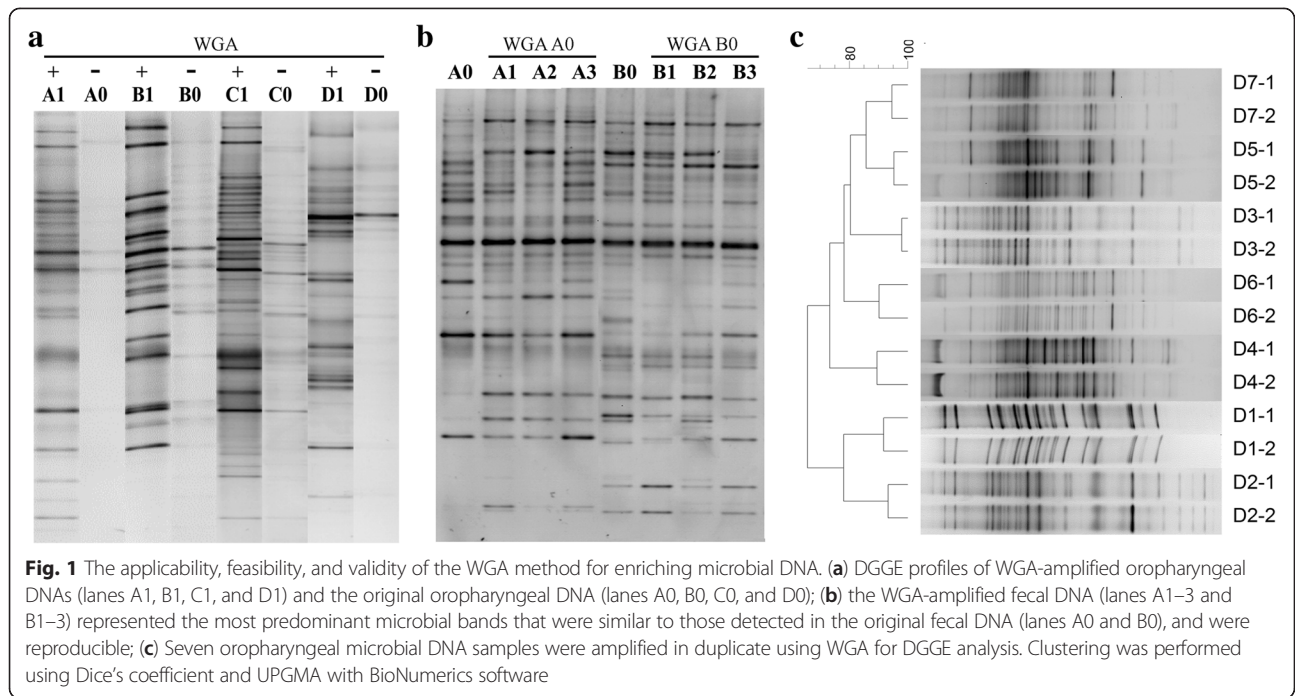 a
WGA
+ - + - + - + -
A1 A0 B1 B0 C1 C0 D1 D0
b
WGA A0 WGA B0
A0 A1 A2 A3 B0 B1 B2 B3
c
80 100
D7-1
D7-2
D5-1
D5-2
D3-1
D3-2
D6-1
D6-2
D4-1
D4-2
D1-1
D1-2
D2-1
D2-2
Fig. 1 The applicability, feasibility, and validity of the WGA method for enriching microbial DNA. (a) DGGE profiles of WGA-amplified oropharyngeal
DNAs (lanes A1, B1, C1, and D1) and the original oropharyngeal DNA (lanes A0, B0, C0, and D0); (b) the WGA-amplified fecal DNA (lanes A1–3 and
B1–3) represented the most predominant microbial bands that were similar to those detected in the original fecal DNA (lanes A0 and B0), and were
reproducible; (c) Seven oropharyngeal microbial DNA samples were amplified in duplicate using WGA for DGGE analysis. Clustering was performed
using Dice's coefficient and UPGMA with BioNumerics software